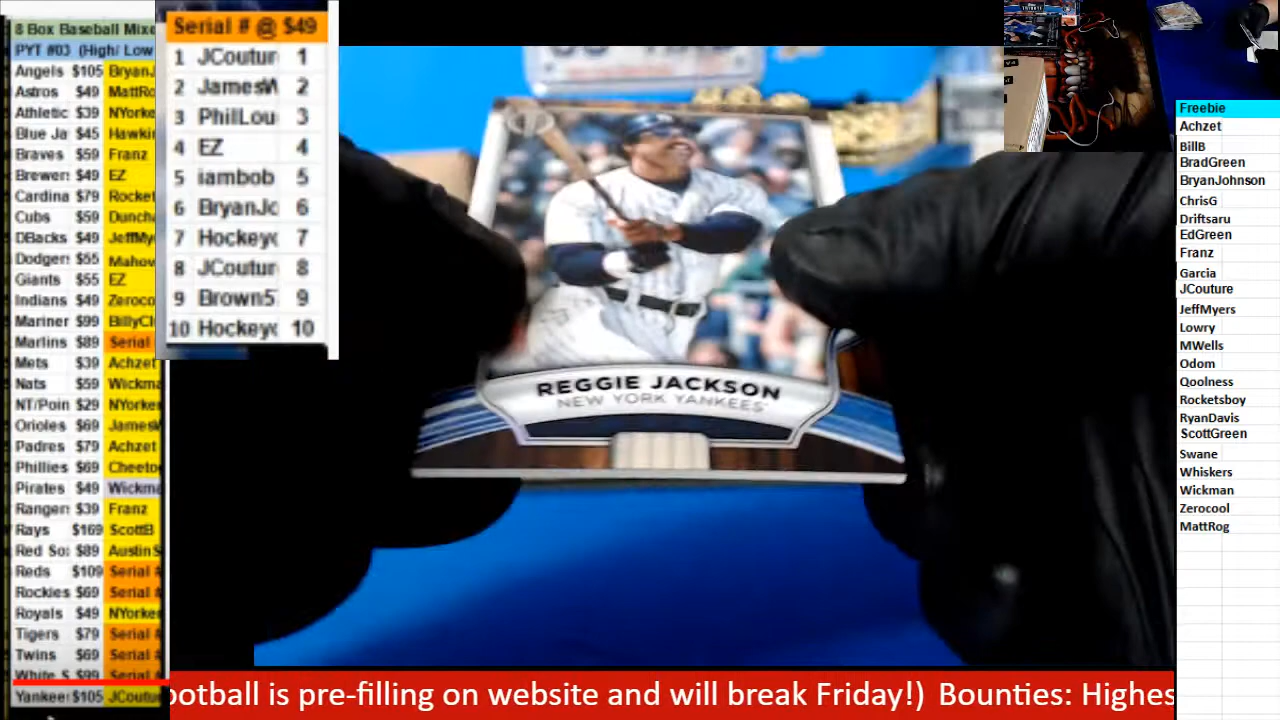 8 Box Baseball Mixe
PYT #03 (High/ Low
Angels $105 BryanJ
Astros $49 MattRo
Athletic $39 NYorke
Blue Ja $45 Hawkin
Braves $59 Franz
Brewer $49 EZ
Cardina $79 Rocket
Cubs $59 Duncha
DBacks $49 JeffMy
Dodger $55 Mahov
Giants $55 EZ
Indians $49 Zeroco
Mariner $99 BillyCl
Marlins $89 Serial
Mets $39 Achzet
Nats $59 Wickma
NT/Poin $29 NYorke
Orioles $69 JamesW
Padres $79 Achzet
Phillies $69 Cheeto
Pirates $49 Wickma
Ranger $39 Franz
Rays $169 ScottB
Red So $89 AustinS
Reds $109 Serial #
Rockies $69 Serial #
Royals $49 NYorke
Tigers $79 Serial #
Twins $69 Serial #
White S $99 Serial #
Yankee $105 JCoutu
Serial # @ $49
1 JCoutur 1
2 JamesW 2
3 PhilLou 3
4 EZ 4
5 iambob 5
6 BryanJo 6
7 Hockey 7
8 JCoutur 8
9 Brown5 9
10 Hockey 10
REGGIE JACKSON
NEW YORK YANKEES
Freebie
Achzet
BillB
BradGreen
BryanJohnson
ChrisG
Driftsaru
EdGreen
Franz
Garcia
JCouture
JeffMyers
Lowry
MWells
Odom
Qoolness
Rocketsboy
RyanDavis
ScottGreen
Swane
Whiskers
Wickman
Zerocool
MattRog
ootball is pre-filling on website and will break Friday!) Bounties: Highes